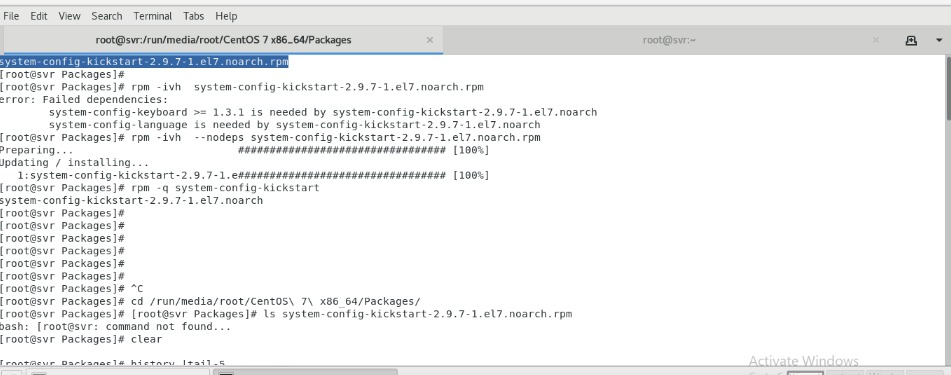 File Edit View Search Terminal Tabs Help
root@svr:/run/media/root/CentOS 7 x86_64/Packages × root@svr:~ ×
system-config-kickstart-2.9.7-1.el7.noarch.rpm
[root@svr Packages]#
[root@svr Packages]# rpm -ivh  system-config-kickstart-2.9.7-1.el7.noarch.rpm
error: Failed dependencies:
        system-config-keyboard >= 1.3.1 is needed by system-config-kickstart-2.9.7-1.el7.noarch
        system-config-language is needed by system-config-kickstart-2.9.7-1.el7.noarch
[root@svr Packages]# rpm -ivh  --nodeps system-config-kickstart-2.9.7-1.el7.noarch.rpm
Preparing...                          ################################# [100%]
Updating / installing...
   1:system-config-kickstart-2.9.7-1.e################################# [100%]
[root@svr Packages]# rpm -q system-config-kickstart
system-config-kickstart-2.9.7-1.el7.noarch
[root@svr Packages]#
[root@svr Packages]#
[root@svr Packages]#
[root@svr Packages]#
[root@svr Packages]#
[root@svr Packages]#
[root@svr Packages]# ^C
[root@svr Packages]# cd /run/media/root/CentOS\ 7\ x86_64/Packages/
[root@svr Packages]# [root@svr Packages]# ls system-config-kickstart-2.9.7-1.el7.noarch.rpm
bash: [root@svr: command not found...
[root@svr Packages]# clear
[root@svr Packages]# history |tail-5
Activate Windows